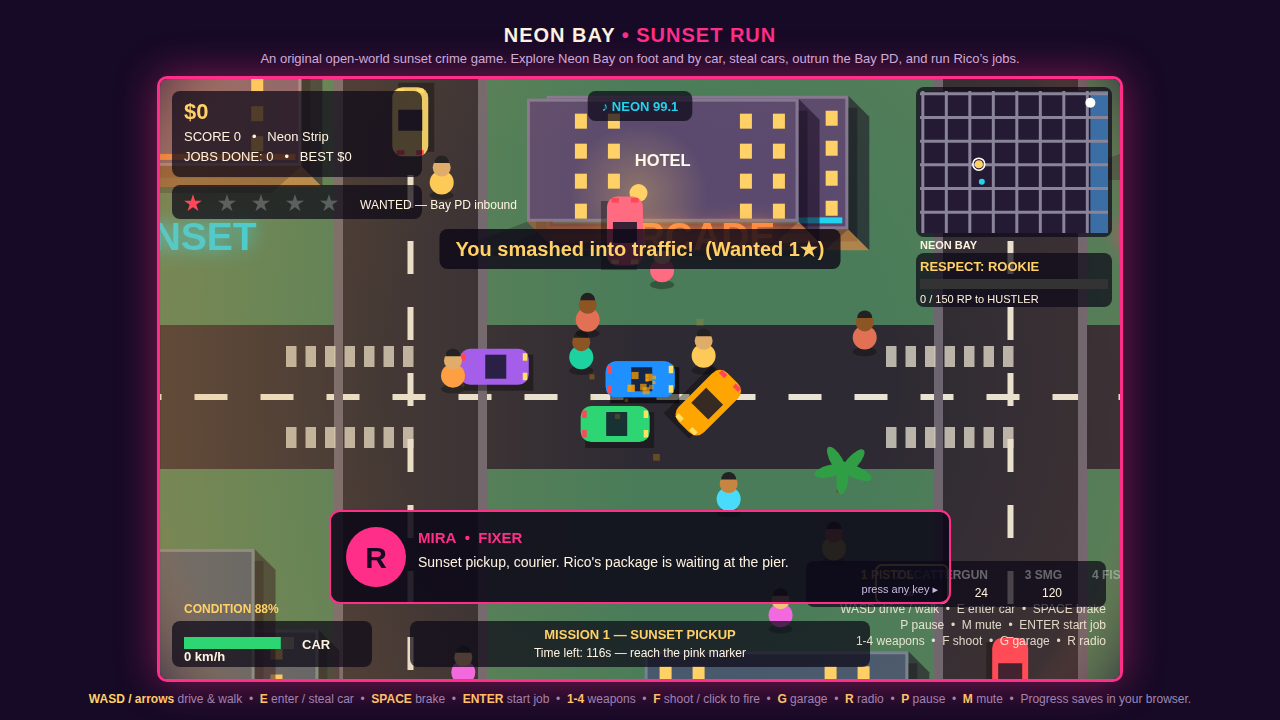 NEON BAY • SUNSET RUN
An original open-world sunset crime game. Explore Neon Bay on foot and by car, steal cars, outrun the Bay PD, and run Rico's jobs.
$0
SCORE 0 • Neon Strip
JOBS DONE: 0 • BEST $0
★ ★ ★ ★ ★ WANTED — Bay PD inbound
♪ NEON 99.1
HOTEL
NSET
You smashed into traffic! (Wanted 1★)
NEON BAY
RESPECT: ROOKIE
0 / 150 RP to HUSTLER
R
MIRA • FIXER
Sunset pickup, courier. Rico's package is waiting at the pier.
press any key ▸
1 PISTOL
ERGUN
3 SMG
4 FIS
24
120
CONDITION 88%
CAR
0 km/h
MISSION 1 — SUNSET PICKUP
Time left: 116s — reach the pink marker
WASD drive / walk • E enter car • SPACE brake
P pause • M mute • ENTER start job
1-4 weapons • F shoot • G garage • R radio
WASD / arrows drive & walk • E enter / steal car • SPACE brake • ENTER start job • 1-4 weapons • F shoot / click to fire • G garage • R radio • P pause • M mute • Progress saves in your browser.